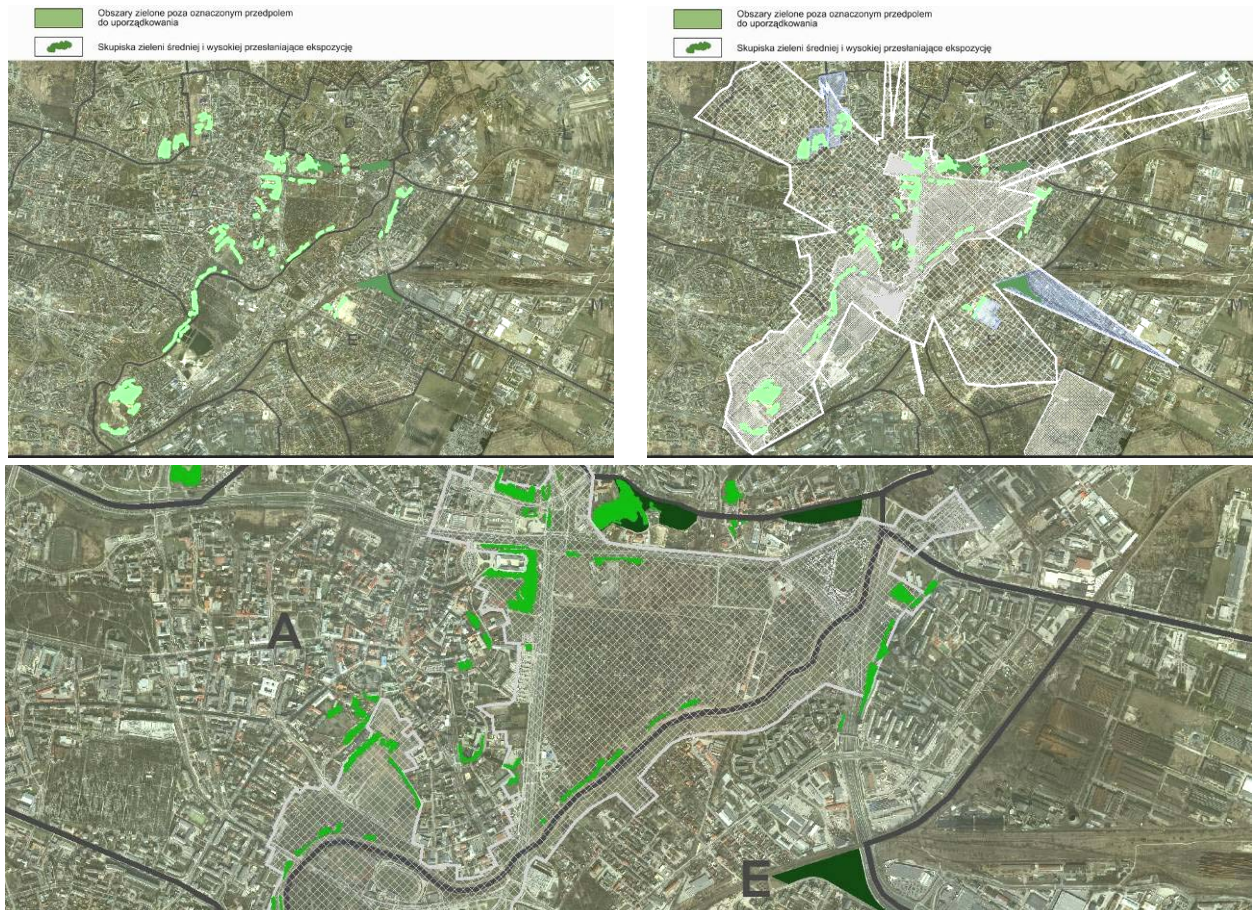 Obszary zielone poza oznaczonym przedpolem
do uporządkowania
Skupiska zieleni średniej i wysokiej przesłaniające ekspozycję
Obszary zielone poza oznaczonym przedpolem
do uporządkowania
Skupiska zieleni średniej i wysokiej przesłaniające ekspozycję
A
E